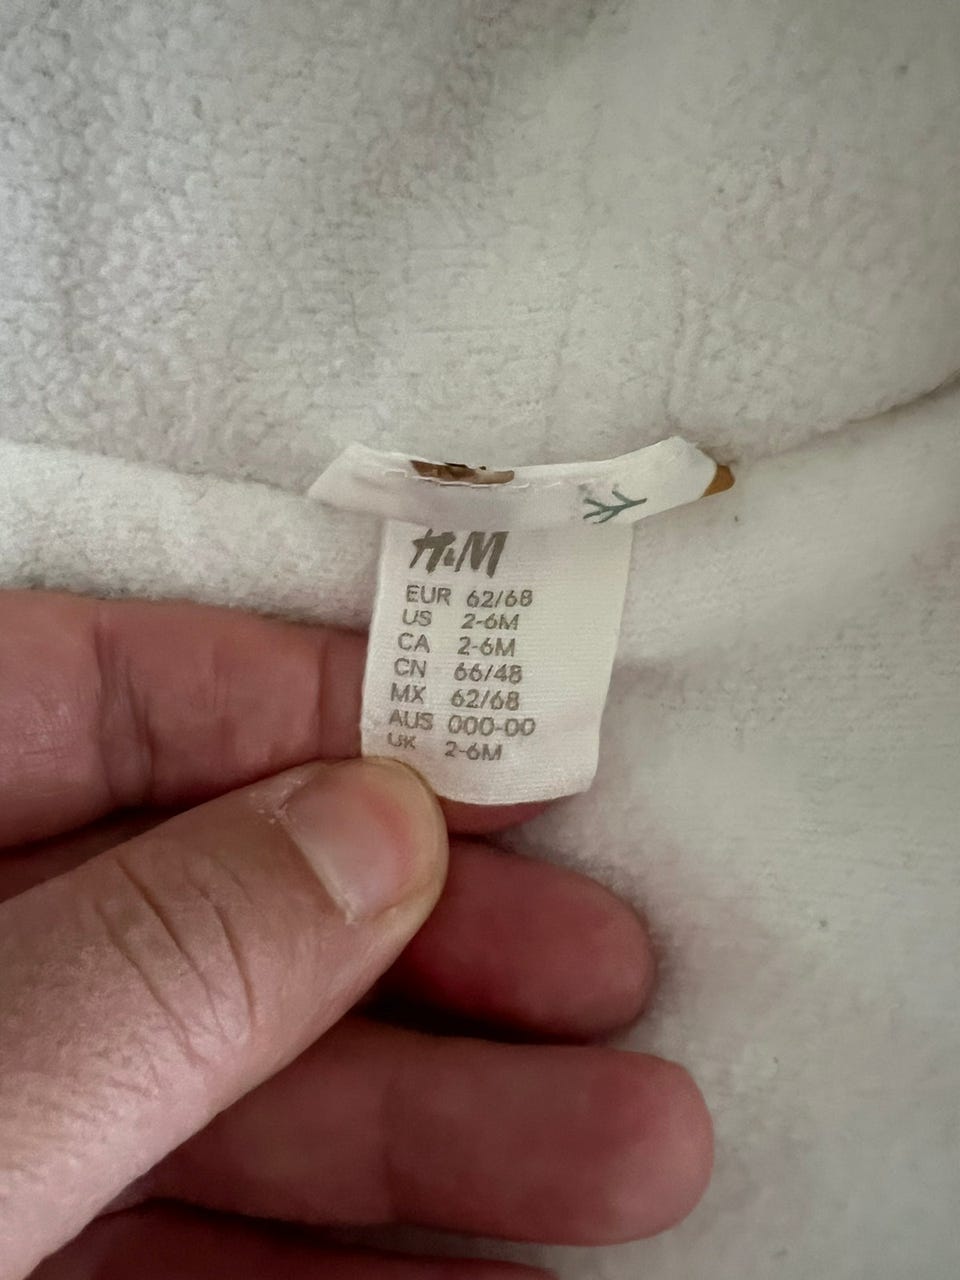 H&M
EUR 62/68
US 2-6M
CA 2-6M
CN 66/48
MX 62/68
AUS 000-00
UK 2-6M